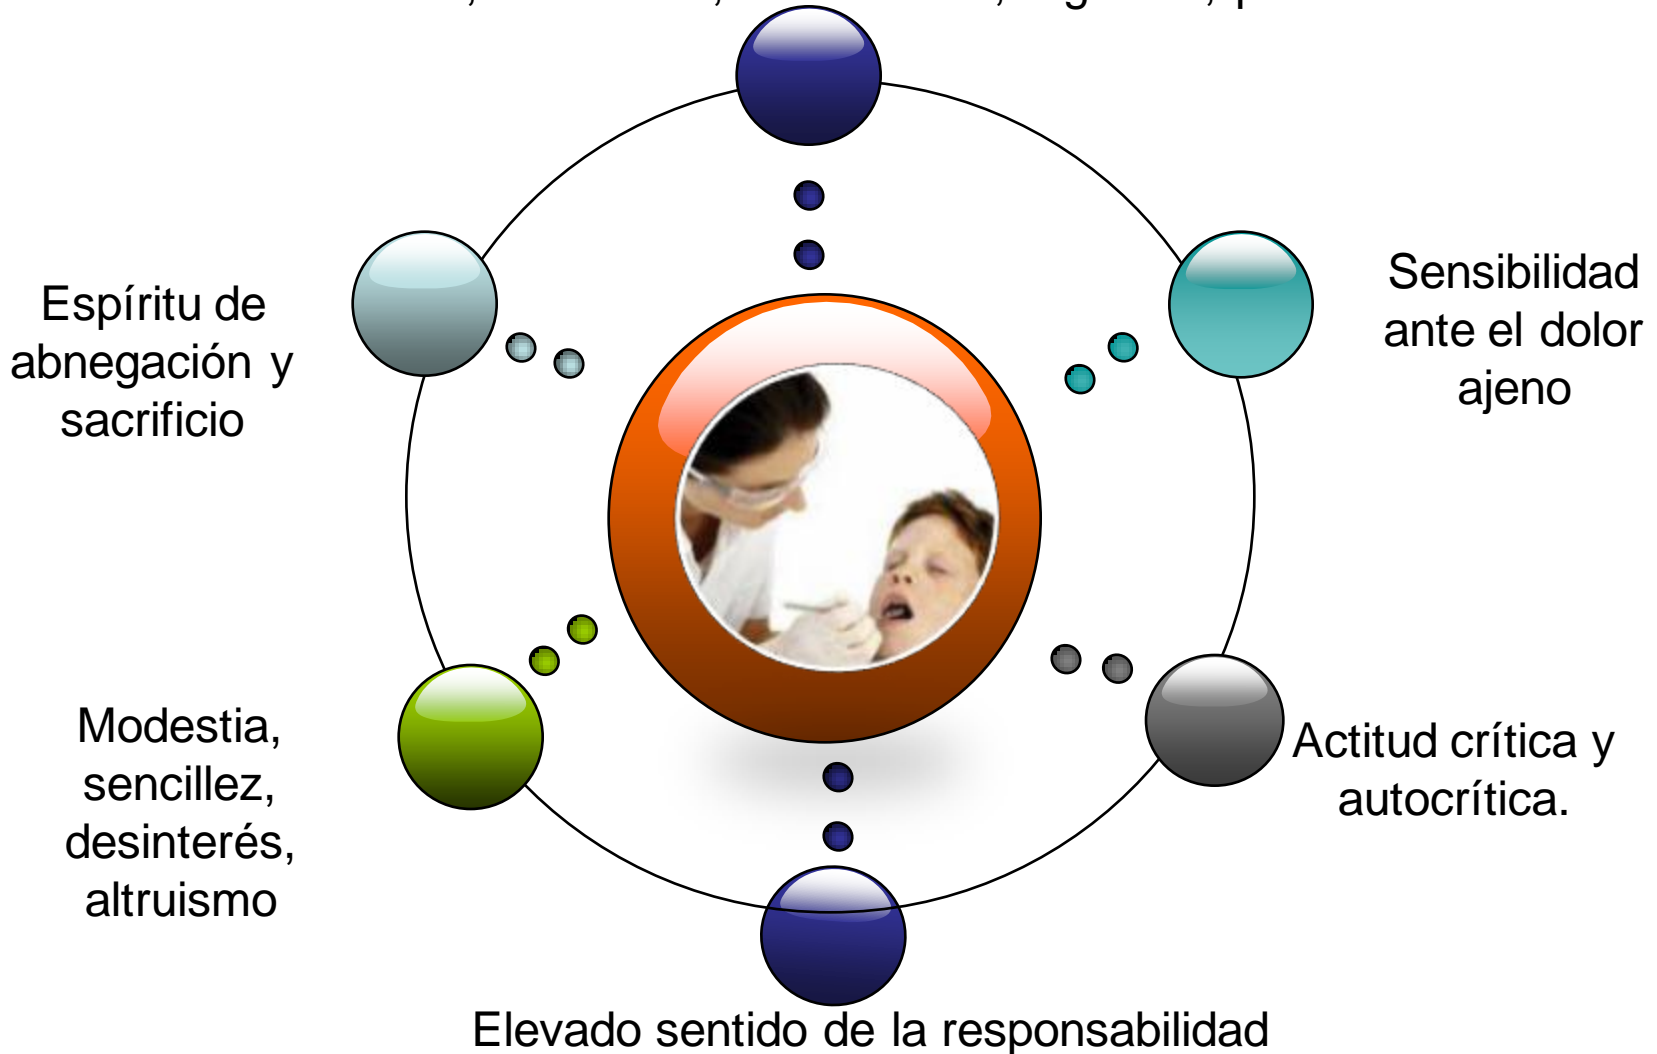 Espíritu de
abnegación y
sacrificio
Sensibilidad
ante el dolor
ajeno
Modestia,
sencillez,
desinterés,
altruismo
Actitud crítica y
autocrítica.
Elevado sentido de la responsabilidad